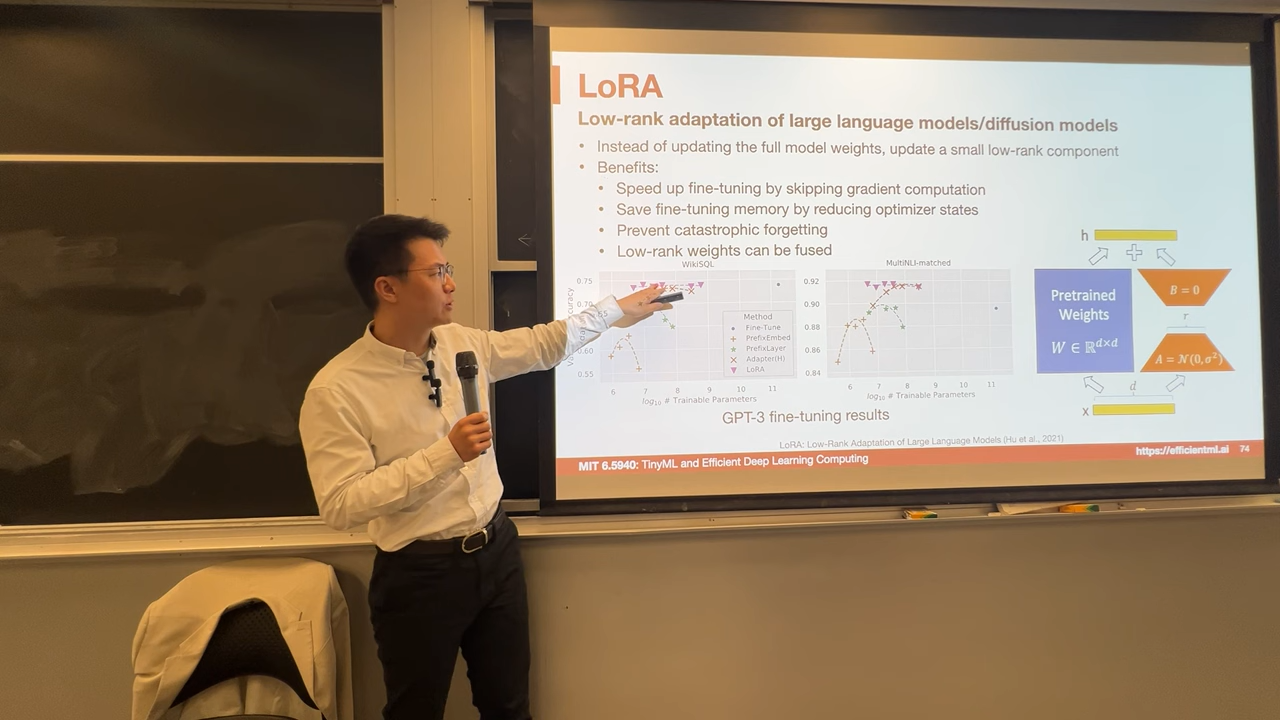 LoRA
Low-rank adaptation of large language models/diffusion models
• Instead of updating the full model weights, update a small low-rank component
• Benefits:
• Speed up fine-tuning by skipping gradient computation
• Save fine-tuning memory by reducing optimizer states
• Prevent catastrophic forgetting
• Low-rank weights can be fused
WikiSQL
0.75
0.60
0.55
6 7 8 9 10 11
log₁₀ # Trainable Parameters
Method
Fine-Tune
PrefixEmbed
PrefixLayer
Adapter(H)
LoRA
MultiNLI-matched
0.92
0.90
0.88
0.86
0.84
6 7 8 9 10 11
log₁₀ # Trainable Parameters
GPT-3 fine-tuning results
h
Pretrained
Weights
W ∈ ℝᵈˣᵈ
B = 0
r
A = 𝒩(0, σ²)
d
x
LoRA: Low-Rank Adaptation of Large Language Models (Hu et al., 2021)
MIT 6.5940: TinyML and Efficient Deep Learning Computing
https://efficientml.ai 74